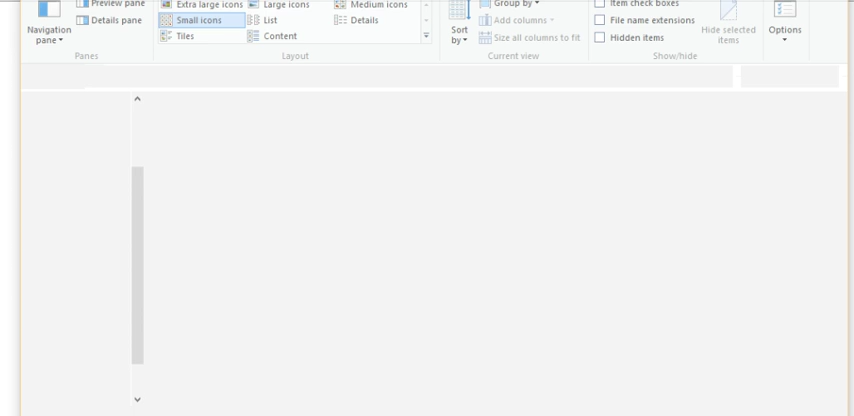 Preview pane
Details pane
Navigation
pane
Panes
Extra large icons Large icons Medium icons
Small icons List Details
Tiles Content
Layout
Sort
by
Group by
Add columns
Size all columns to fit
Current view
Item check boxes
File name extensions
Hidden items
Hide selected
items
Show/hide
Options